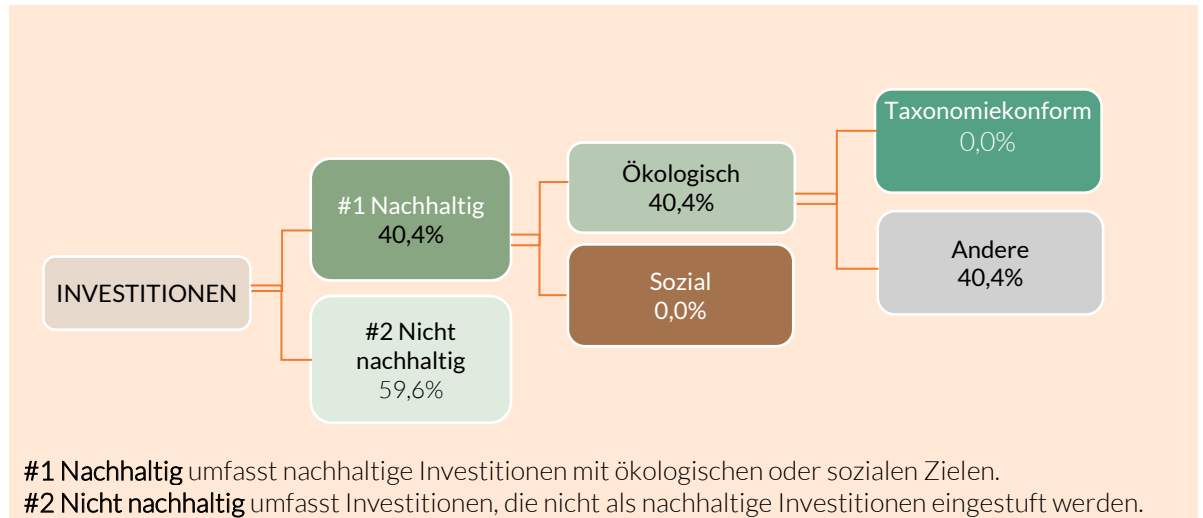 INVESTITIONEN
#1 Nachhaltig
40,4%
#2 Nicht
nachhaltig
59,6%
Ökologisch
40,4%
Sozial
0,0%
Taxonomiekonform
0,0%
Andere
40,4%
#1 Nachhaltig umfasst nachhaltige Investitionen mit ökologischen oder sozialen Zielen.
#2 Nicht nachhaltig umfasst Investitionen, die nicht als nachhaltige Investitionen eingestuft werden.